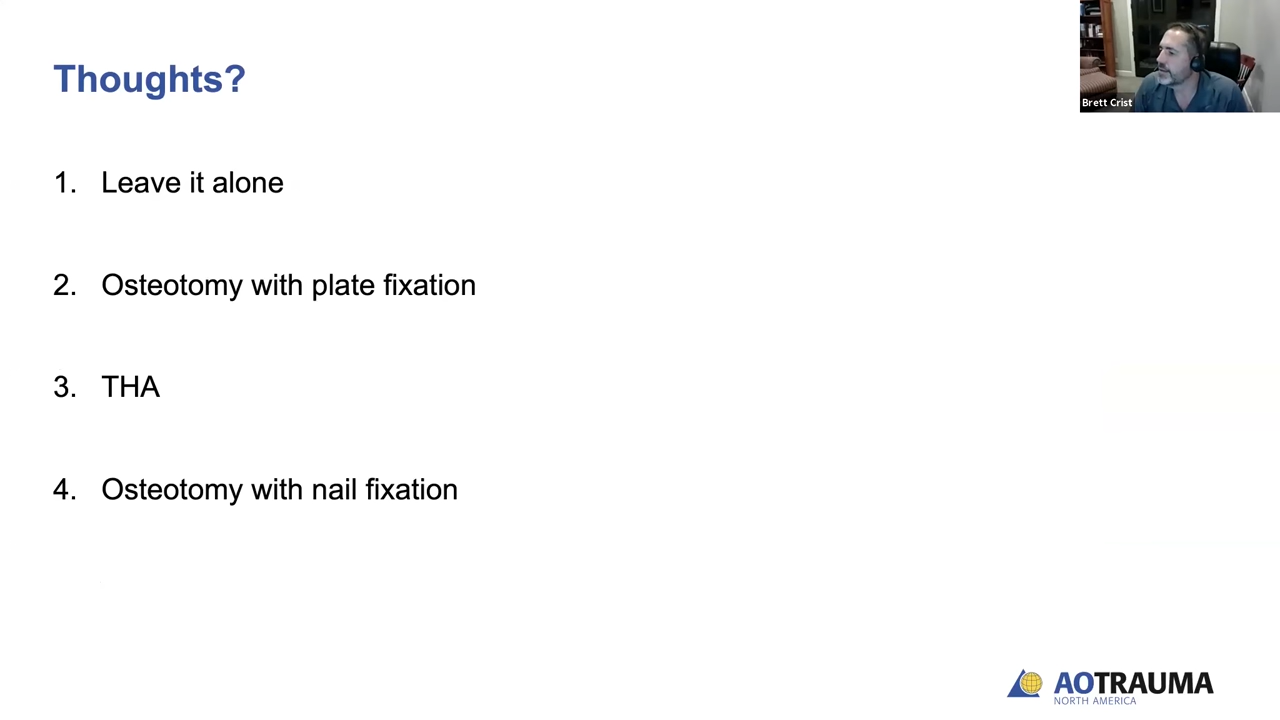 Thoughts?
Brett Crist
1. Leave it alone
2. Osteotomy with plate fixation
3. THA
4. Osteotomy with nail fixation
AOTRAUMA
NORTH AMERICA